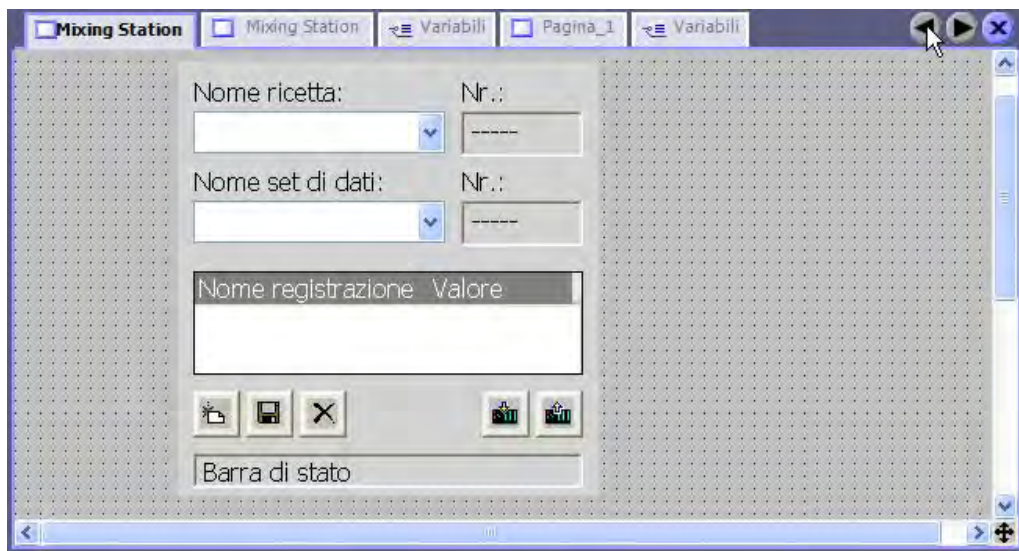 Mixing Station Mixing Station Variabili Pagina_1 Variabili
Nome ricetta: Nr.:
-----
Nome set di dati: Nr.:
-----
Nome registrazione Valore
Barra di stato